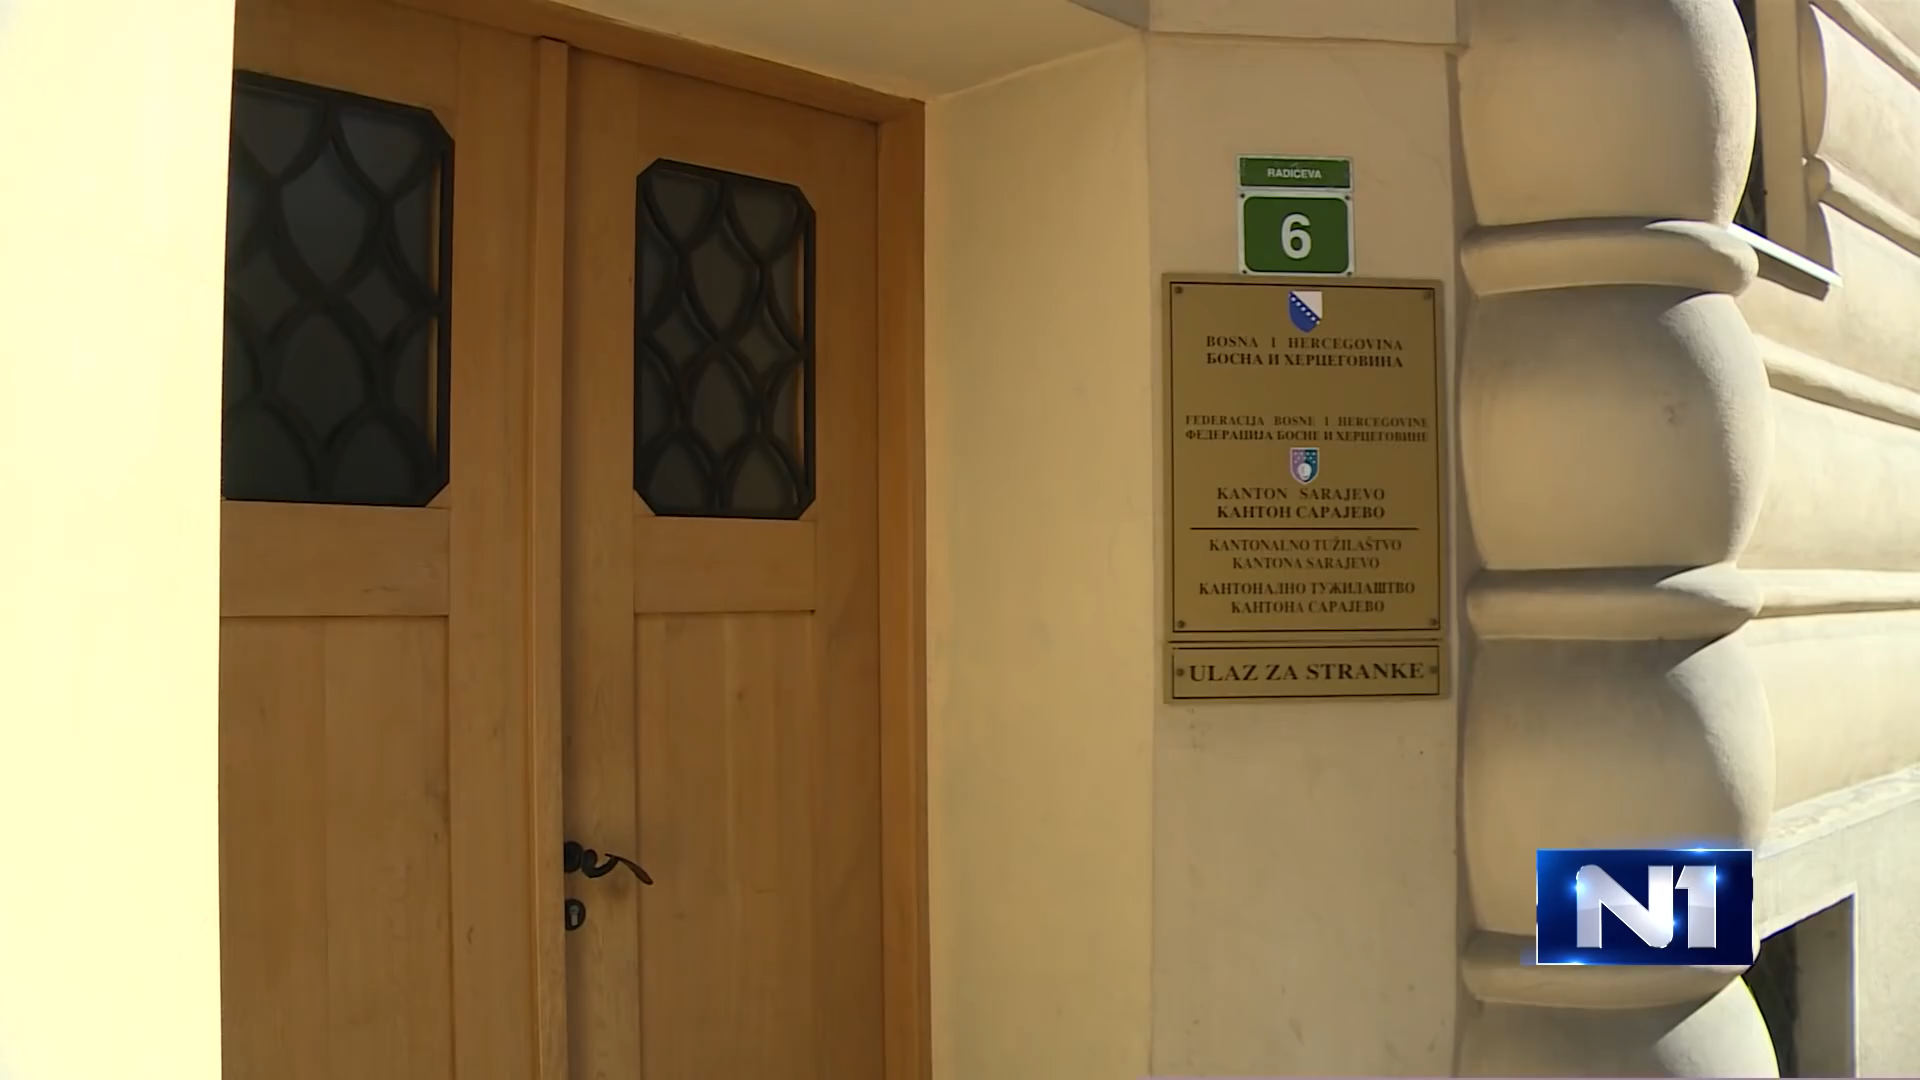 RADIĆEVA
6
BOSNA I HERCEGOVINA
БОСНА И ХЕРЦЕГОВИНА
FEDERACIJA BOSNE I HERCEGOVINE
ФЕДЕРАЦИЈА БОСНЕ И ХЕРЦЕГОВИНЕ
KANTON SARAJEVO
КАНТОН САРАЈЕВО
KANTONALNO TUŽILAŠTVO
KANTONA SARAJEVO
КАНТОНАЛНО ТУЖИЛАШТВО
КАНТОНА САРАЈЕВО
ULAZ ZA STRANKE
N1